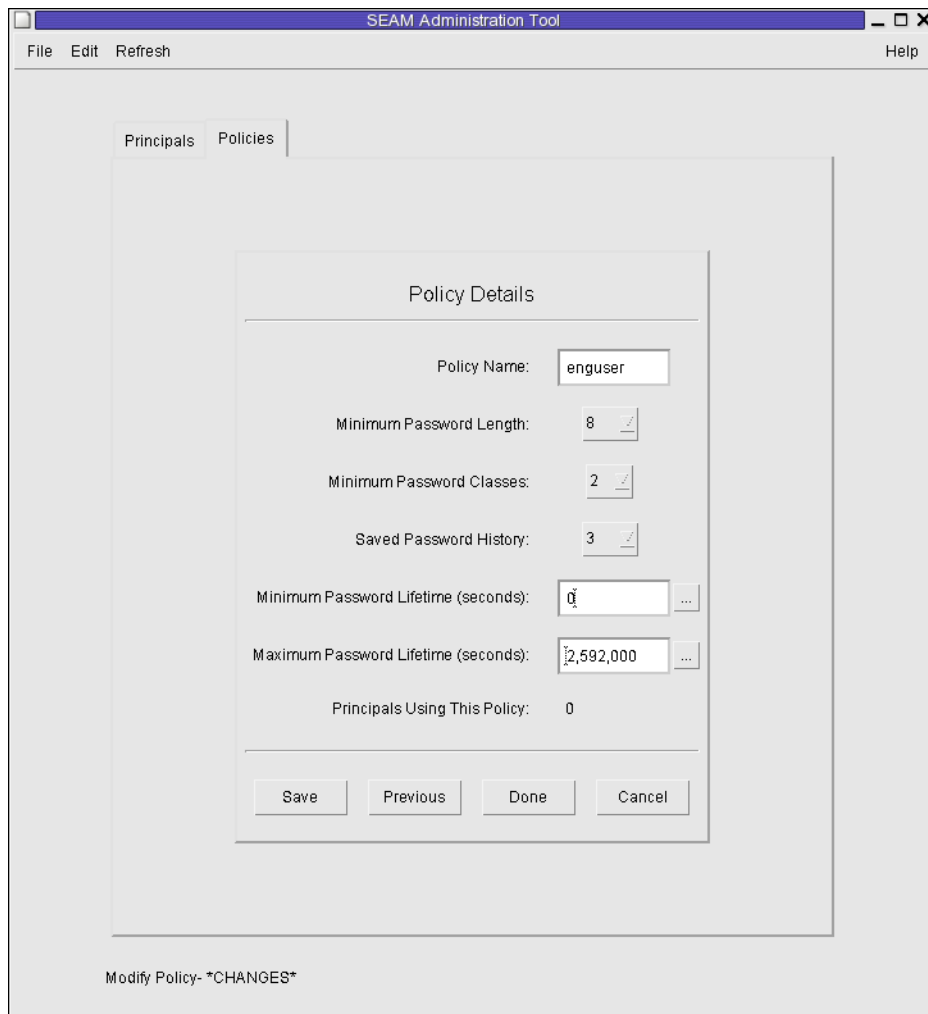 SEAM Administration Tool
File Edit Refresh Help
Principals Policies
Policy Details
Policy Name: enguser
Minimum Password Length: 8
Minimum Password Classes: 2
Saved Password History: 3
Minimum Password Lifetime (seconds): 0 ...
Maximum Password Lifetime (seconds): 2,592,000 ...
Principals Using This Policy: 0
Save Previous Done Cancel
Modify Policy- *CHANGES*